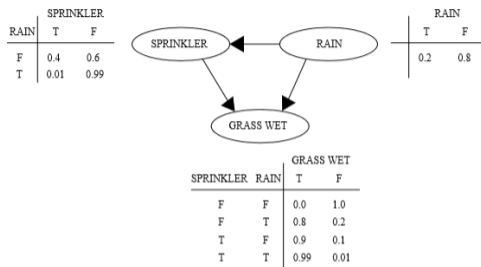 SPRINKLER
RAIN T F
F 0.4 0.6
T 0.01 0.99
SPRINKLER
RAIN
RAIN
T F
0.2 0.8
GRASS WET
GRASS WET
SPRINKLER RAIN T F
F F 0.0 1.0
F T 0.8 0.2
T F 0.9 0.1
T T 0.99 0.01